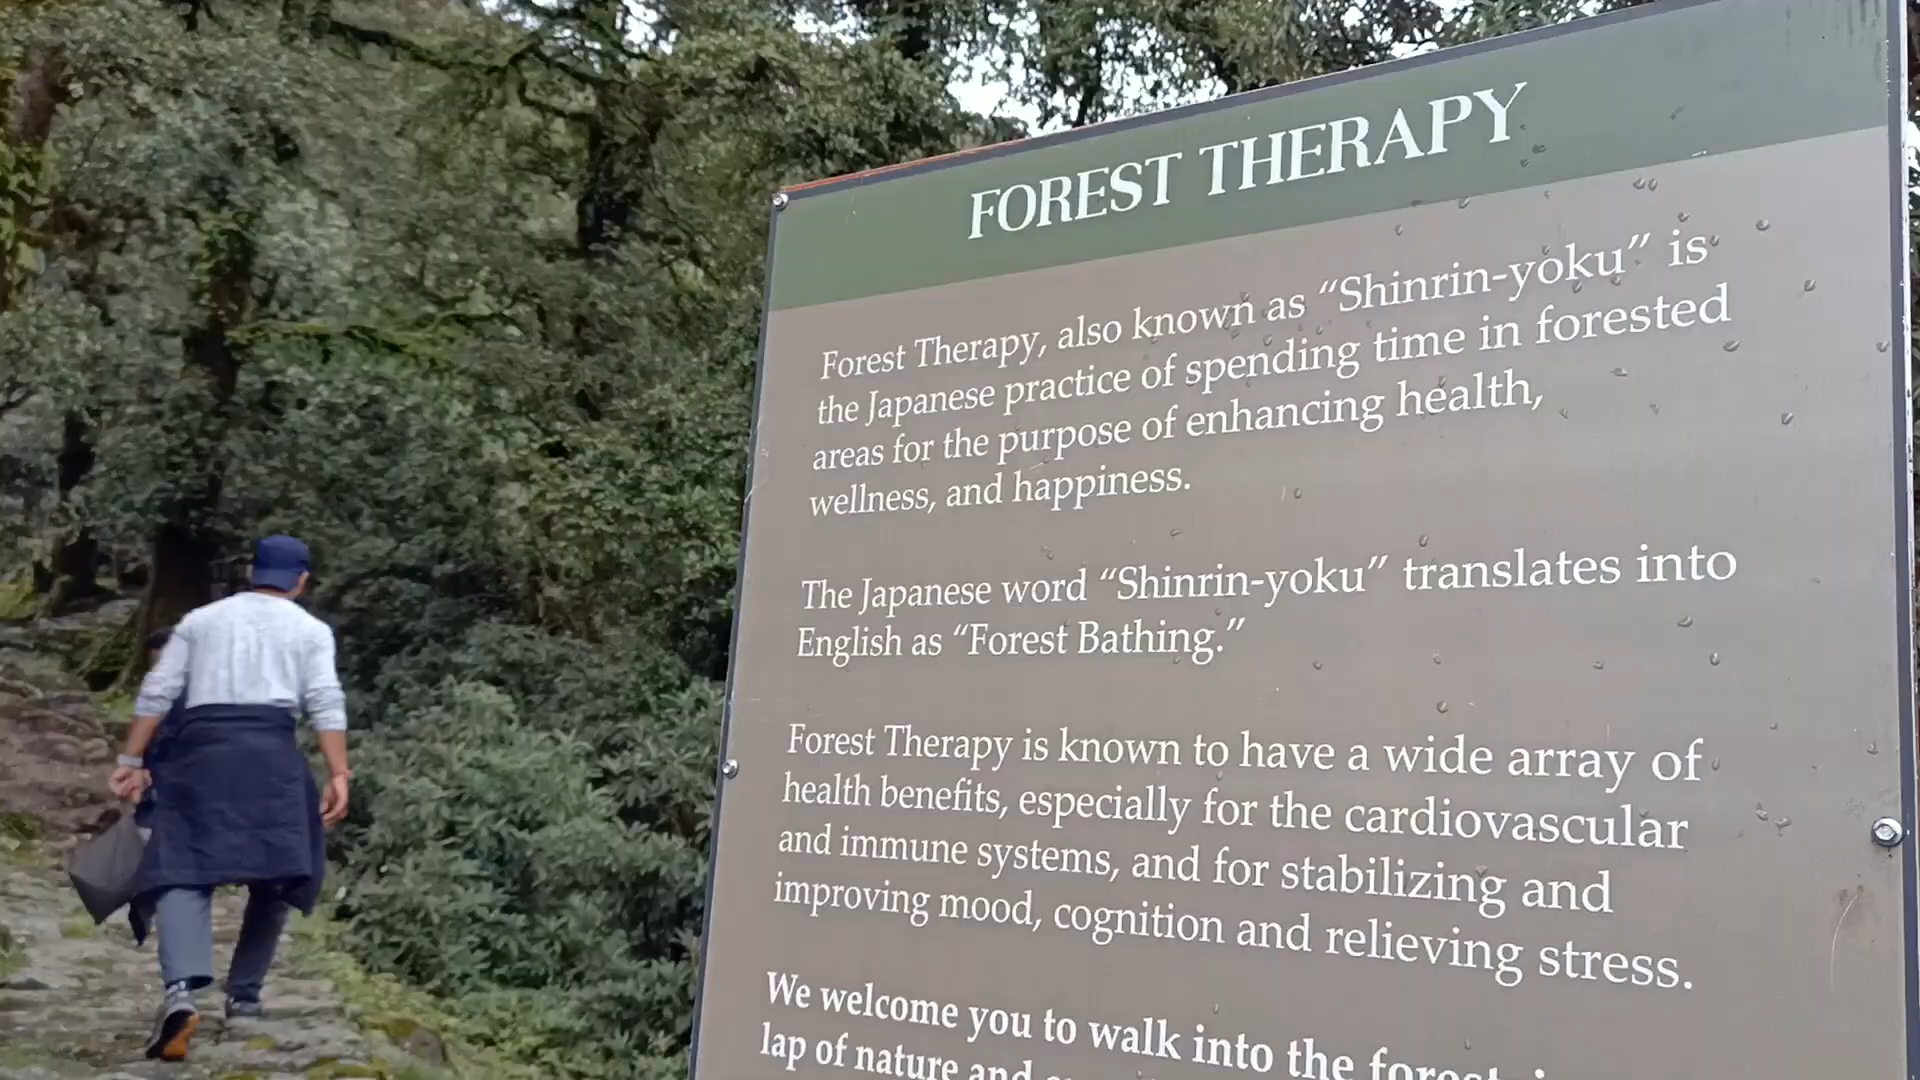 FOREST THERAPY
Forest Therapy, also known as “Shinrin-yoku” is
the Japanese practice of spending time in forested
areas for the purpose of enhancing health,
wellness, and happiness.
The Japanese word “Shinrin-yoku” translates into
English as “Forest Bathing.”
Forest Therapy is known to have a wide array of
health benefits, especially for the cardiovascular
and immune systems, and for stabilizing and
improving mood, cognition and relieving stress.
We welcome you to walk into the forest
lap of nature and